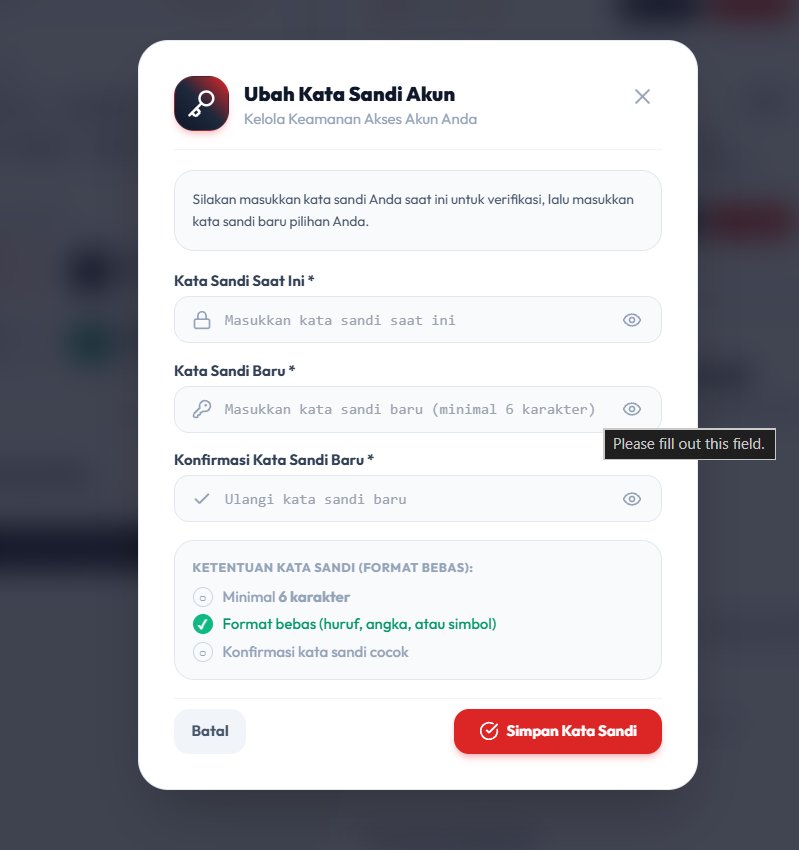 Ubah Kata Sandi Akun
Kelola Keamanan Akses Akun Anda
Silakan masukkan kata sandi Anda saat ini untuk verifikasi, lalu masukkan
kata sandi baru pilihan Anda.
Kata Sandi Saat Ini *
Masukkan kata sandi saat ini
Kata Sandi Baru *
Masukkan kata sandi baru (minimal 6 karakter)
Please fill out this field.
Konfirmasi Kata Sandi Baru *
Ulangi kata sandi baru
KETENTUAN KATA SANDI (FORMAT BEBAS):
Minimal 6 karakter
Format bebas (huruf, angka, atau simbol)
Konfirmasi kata sandi cocok
Batal
Simpan Kata Sandi